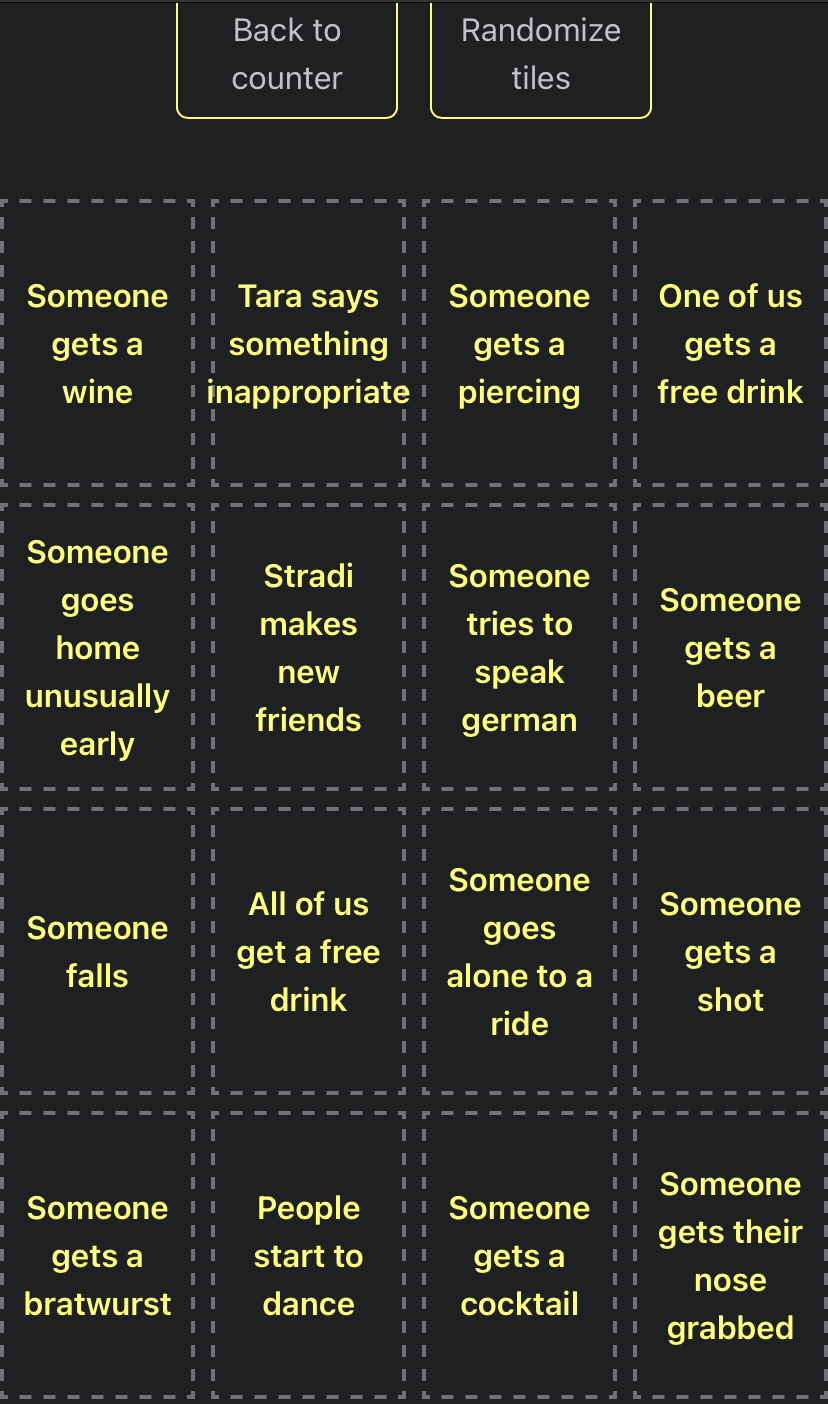 Back to
counter
Randomize
tiles
Someone
gets a
wine
Tara says
something
inappropriate
Someone
gets a
piercing
One of us
gets a
free drink
Someone
goes
home
unusually
early
Stradi
makes
new
friends
Someone
tries to
speak
german
Someone
gets a
beer
Someone
falls
All of us
get a free
drink
Someone
goes
alone to a
ride
Someone
gets a
shot
Someone
gets a
bratwurst
People
start to
dance
Someone
gets a
cocktail
Someone
gets their
nose
grabbed